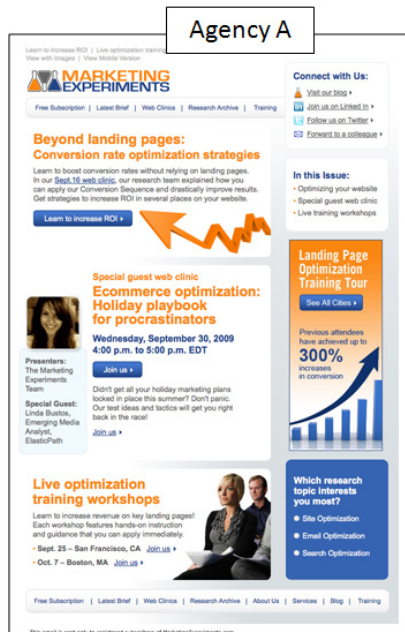 Agency A
Learn to increase ROI | Live optimization training
View with Images | View Mobile Version
MARKETING
EXPERIMENTS
Free Subscription | Latest Brief | Web Clinics | Research Archive | Training
Beyond landing pages:
Conversion rate optimization strategies
Learn to boost conversion rates without relying on landing pages.
In our Sept.16 web clinic, our research team explained how you
can apply our Conversion Sequence and drastically improve results.
Get strategies to increase ROI in several places on your website.
Learn to increase ROI
Special guest web clinic
Ecommerce optimization:
Holiday playbook
for procrastinators
Wednesday, September 30, 2009
4:00 p.m. to 5:00 p.m. EDT
Join us
Didn't get all your holiday marketing plans
locked in place this summer? Don't panic.
Our test ideas and tactics will get you right
back in the race!
Join us
Presenters:
The Marketing
Experiments
Team
Special Guest:
Linda Bustos,
Emerging Media
Analyst,
ElasticPath
Live optimization
training workshops
Learn to increase revenue on key landing pages!
Each workshop features hands-on instruction
and guidance that you can apply immediately.
• Sept. 25 – San Francisco, CA Join us
• Oct. 7 – Boston, MA Join us
Connect with Us:
Visit our blog
Join us on Linked In
Follow us on Twitter
Forward to a colleague
In this Issue:
• Optimizing your website
• Special guest web clinic
• Live training workshops
Landing Page
Optimization
Training Tour
See All Cities
Previous attendees
have achieved up to
300%
increases
in conversion
Which research
topic interests
you most?
Site Optimization
Email Optimization
Search Optimization
Free Subscription | Latest Brief | Web Clinics | Research Archive | About Us | Services | Blog | Training